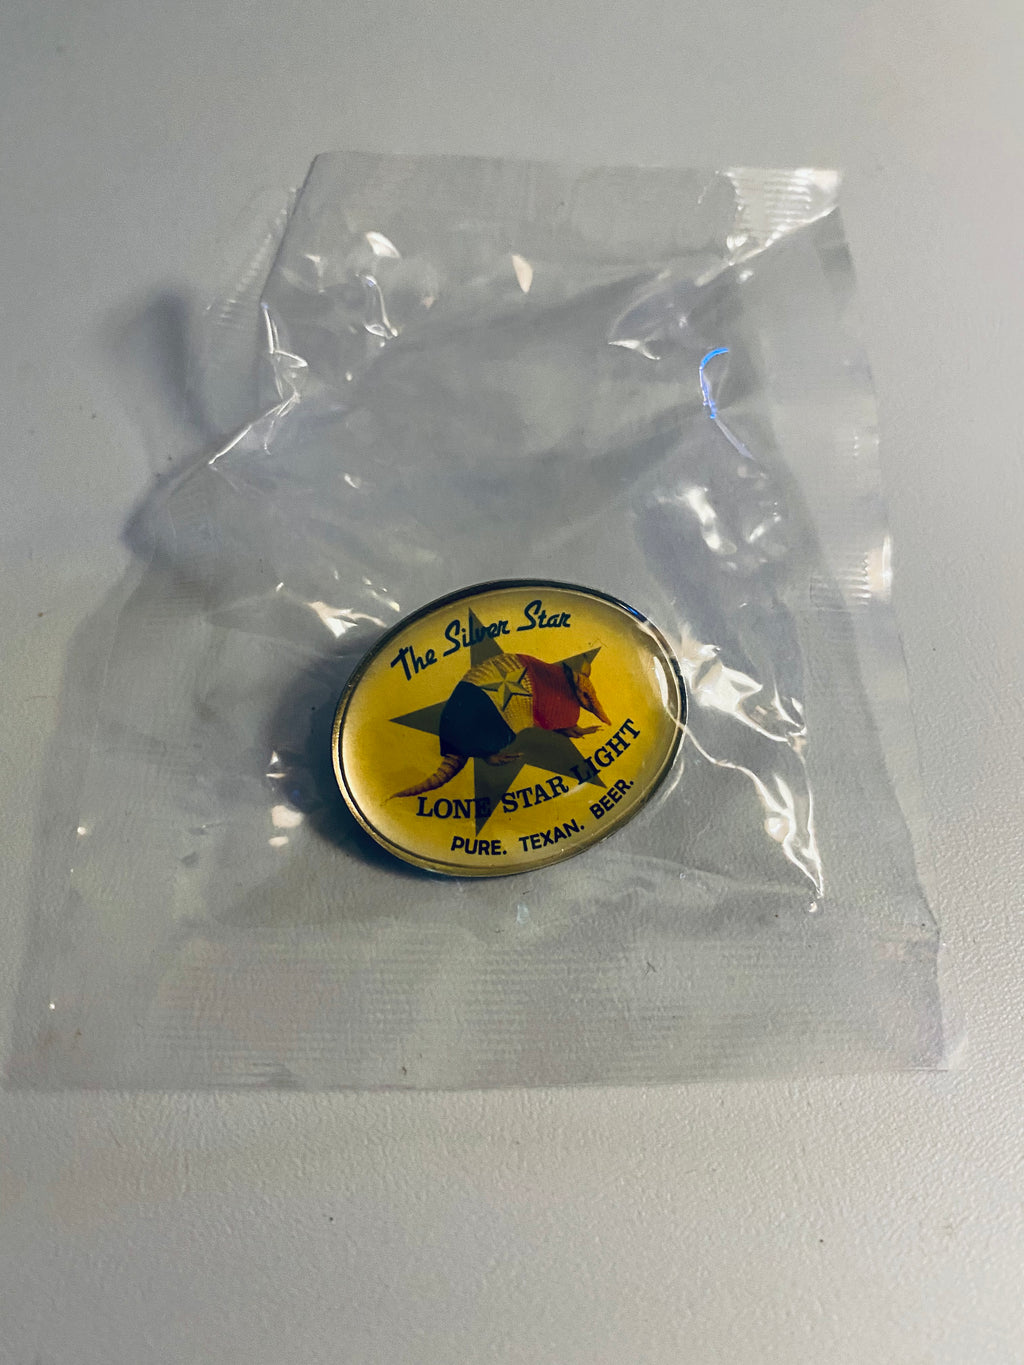 The Silver Star
LONE STAR LIGHT
PURE. TEXAN. BEER.